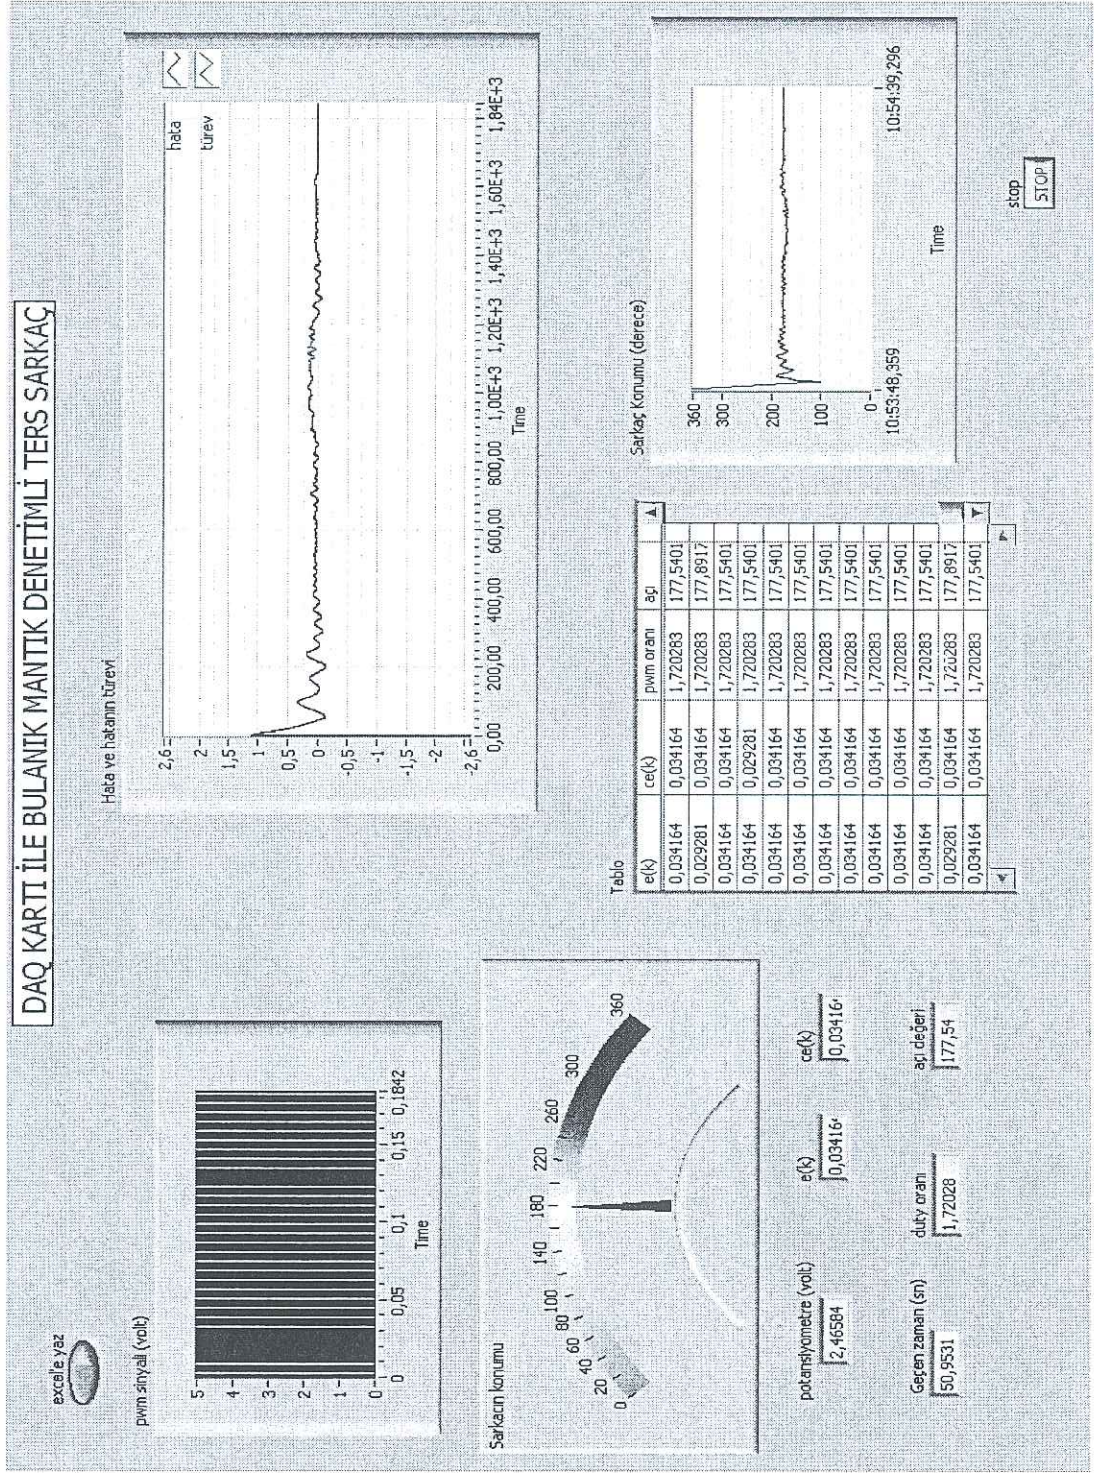 DAQ KARTI İLE BULANIK MANTIK DENETİMLİ TERS SARKAÇ
excel'e yaz
pwm sinyali (volt)
5
4
3
2
1
0
0 0,05 0,1 0,15 0,1842
Time
Hata ve hatanın türevi
hata
türev
2,6
2
1,5
1
0,5
0
-0,5
-1
-1,5
-2
-2,6
0,00 200,00 400,00 600,00 800,00 1,00E+3 1,20E+3 1,40E+3 1,60E+3 1,84E+3
Time
Sarkacın konumu
0 20 40 60 80 100 140 180 220 260 300 360
potansiyometre (volt)
2,46584
e(k)
0,03416
ce(k)
0,03416
Geçen zaman (sn)
50,9531
duty oranı
1,72028
açı değeri
177,54
Tablo
e(k) ce(k) pwm oranı açı
0,034164 0,034164 1,720283 177,5401
0,029281 0,034164 1,720283 177,8917
0,034164 0,034164 1,720283 177,5401
0,034164 0,029281 1,720283 177,5401
0,034164 0,034164 1,720283 177,5401
0,034164 0,034164 1,720283 177,5401
0,034164 0,034164 1,720283 177,5401
0,034164 0,034164 1,720283 177,5401
0,034164 0,034164 1,720283 177,5401
0,034164 0,034164 1,720283 177,5401
0,034164 0,034164 1,720283 177,5401
0,029281 0,034164 1,720283 177,8917
0,034164 0,034164 1,720283 177,5401
Sarkaç Konumu (derece)
360
300
200
100
0
10:53:48,359 10:54:39,296
Time
stop
STOP